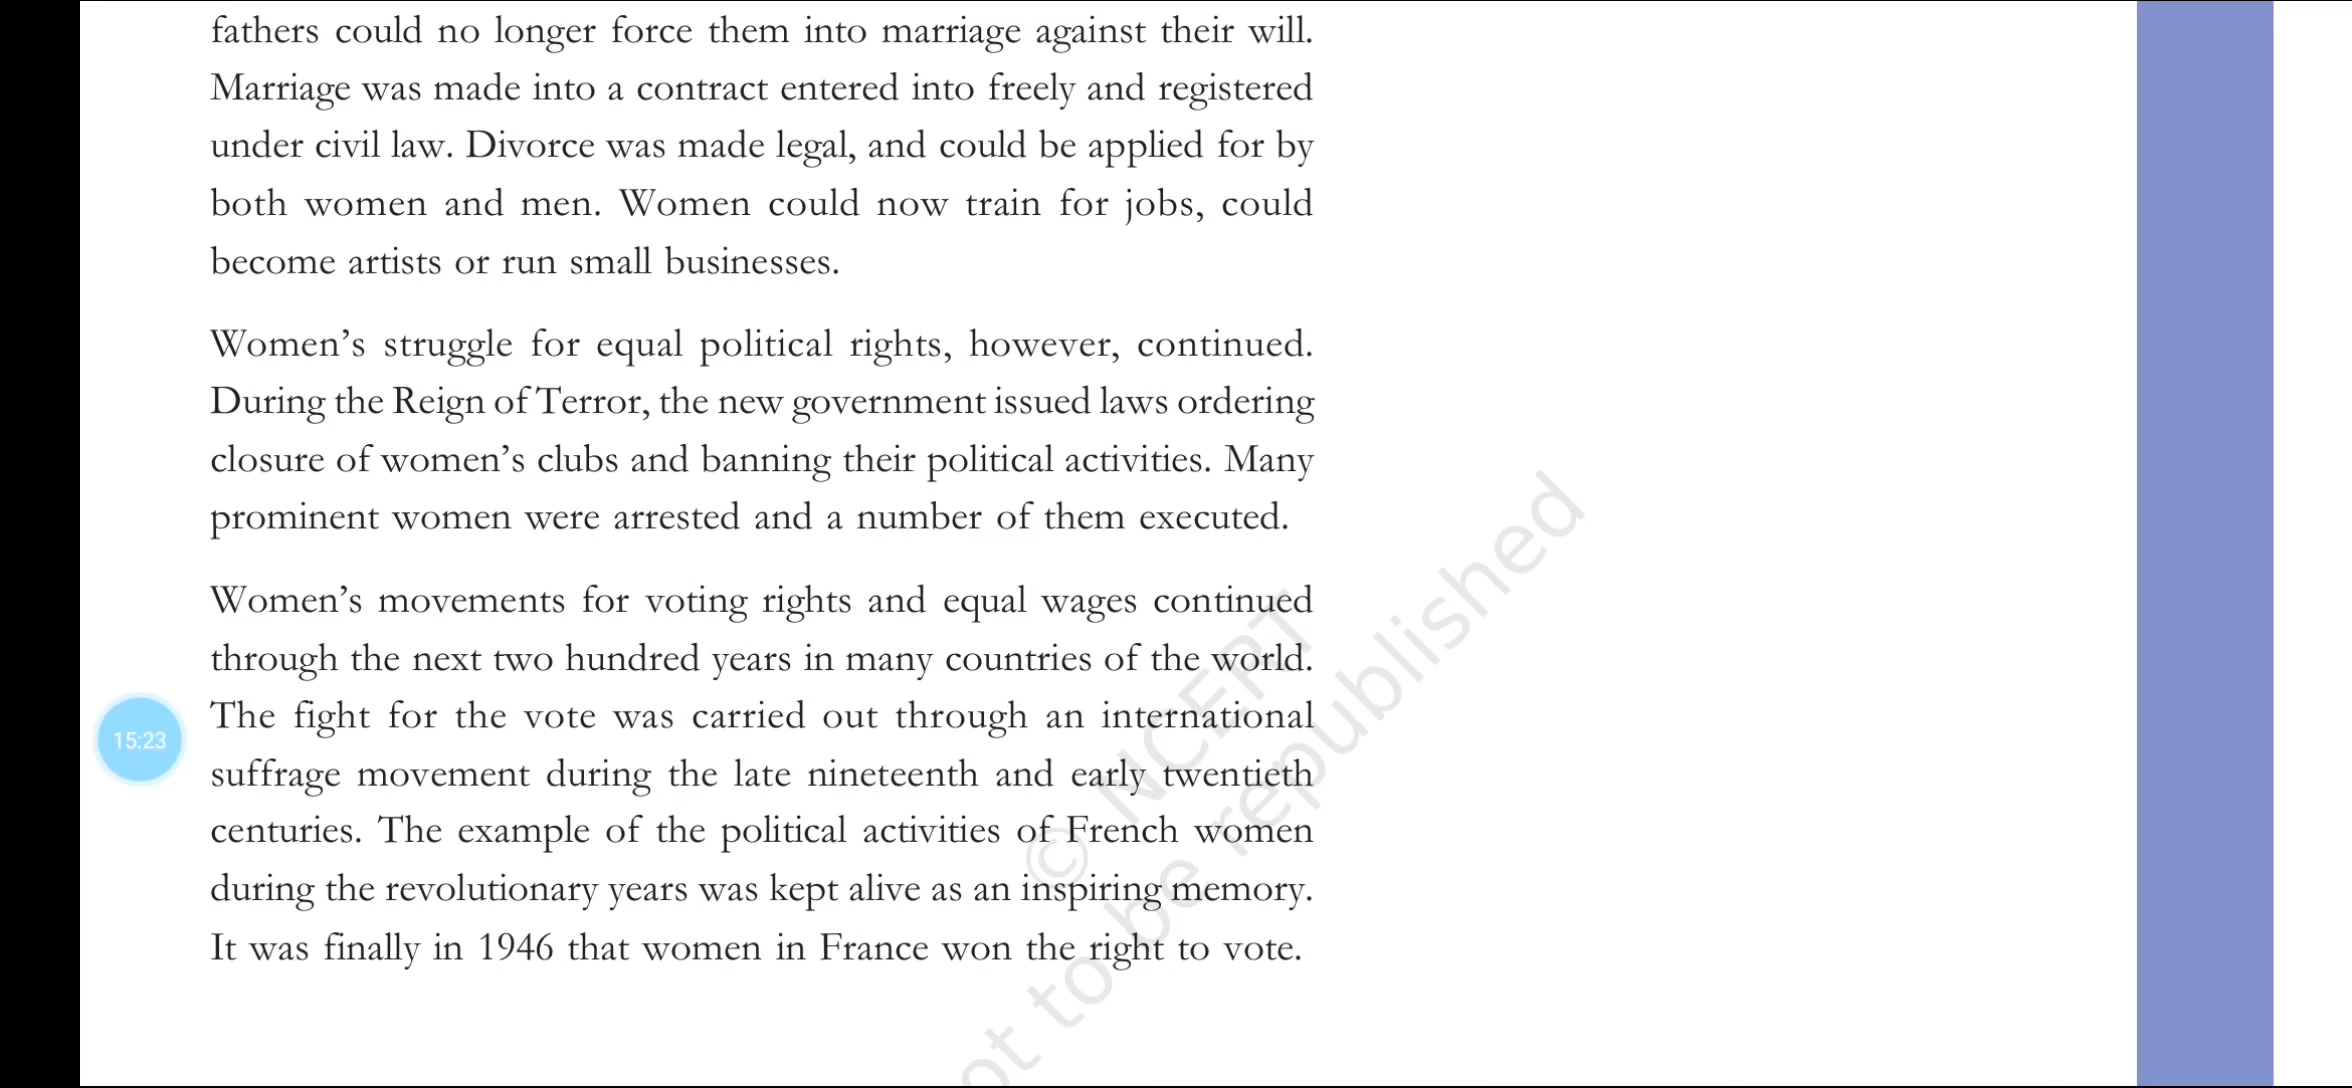 fathers could no longer force them into marriage against their will.
Marriage was made into a contract entered into freely and registered
under civil law. Divorce was made legal, and could be applied for by
both women and men. Women could now train for jobs, could
become artists or run small businesses.
Women’s struggle for equal political rights, however, continued.
During the Reign of Terror, the new government issued laws ordering
closure of women’s clubs and banning their political activities. Many
prominent women were arrested and a number of them executed.
Women’s movements for voting rights and equal wages continued
through the next two hundred years in many countries of the world.
The fight for the vote was carried out through an international
suffrage movement during the late nineteenth and early twentieth
centuries. The example of the political activities of French women
during the revolutionary years was kept alive as an inspiring memory.
It was finally in 1946 that women in France won the right to vote.
15:23
© NCERT
ot to be republished